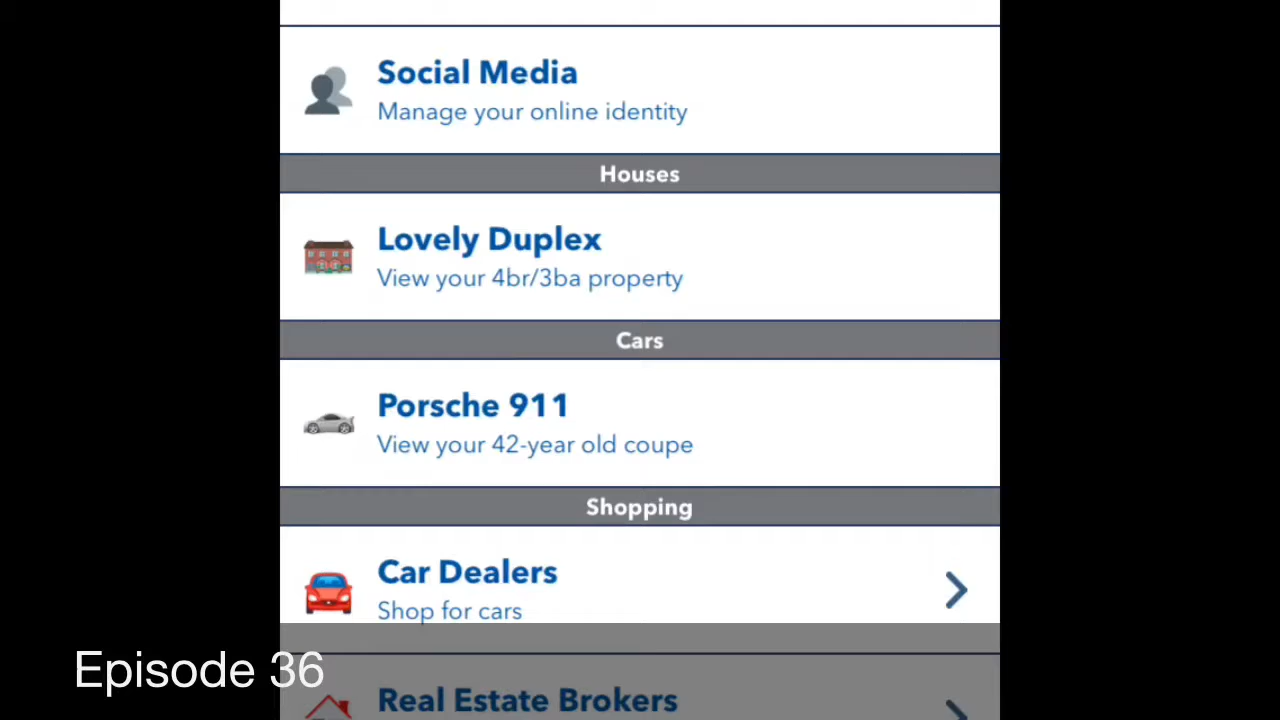 Social Media
Manage your online identity
Houses
Lovely Duplex
View your 4br/3ba property
Cars
Porsche 911
View your 42-year old coupe
Shopping
Car Dealers
Shop for cars
Episode 36
Real Estate Brokers